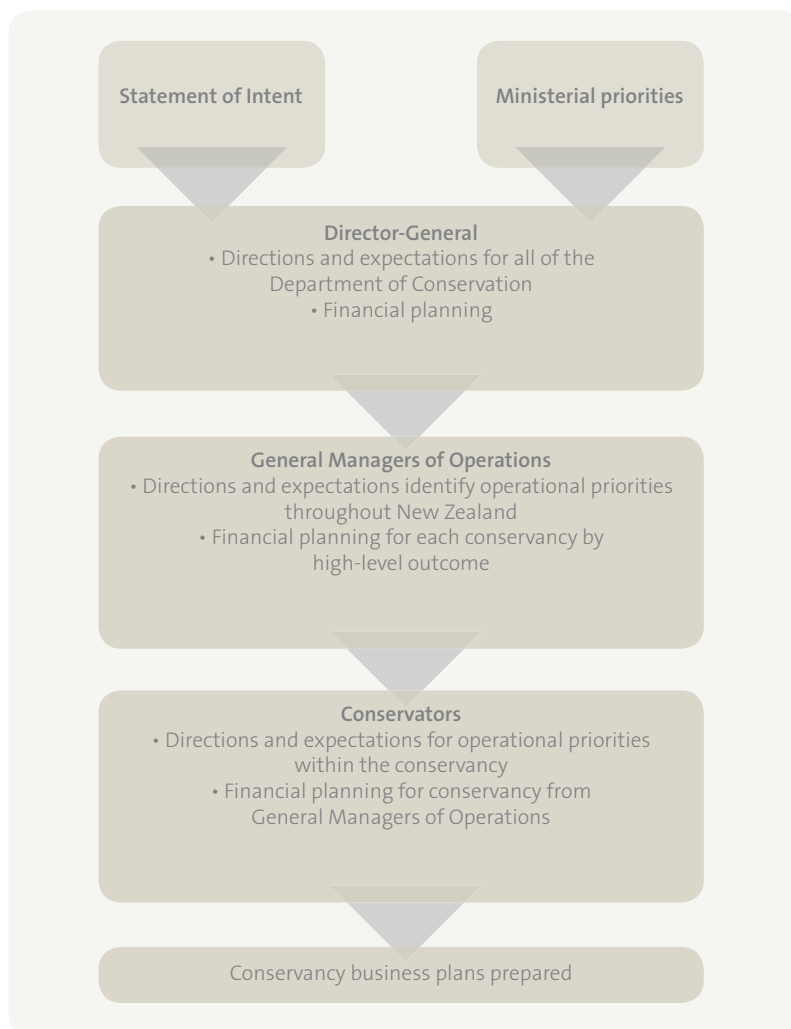 Statement of Intent
Ministerial priorities
Director-General
• Directions and expectations for all of the
Department of Conservation
• Financial planning
General Managers of Operations
• Directions and expectations identify operational priorities
throughout New Zealand
• Financial planning for each conservancy by
high-level outcome
Conservators
• Directions and expectations for operational priorities
within the conservancy
• Financial planning for conservancy from
General Managers of Operations
Conservancy business plans prepared